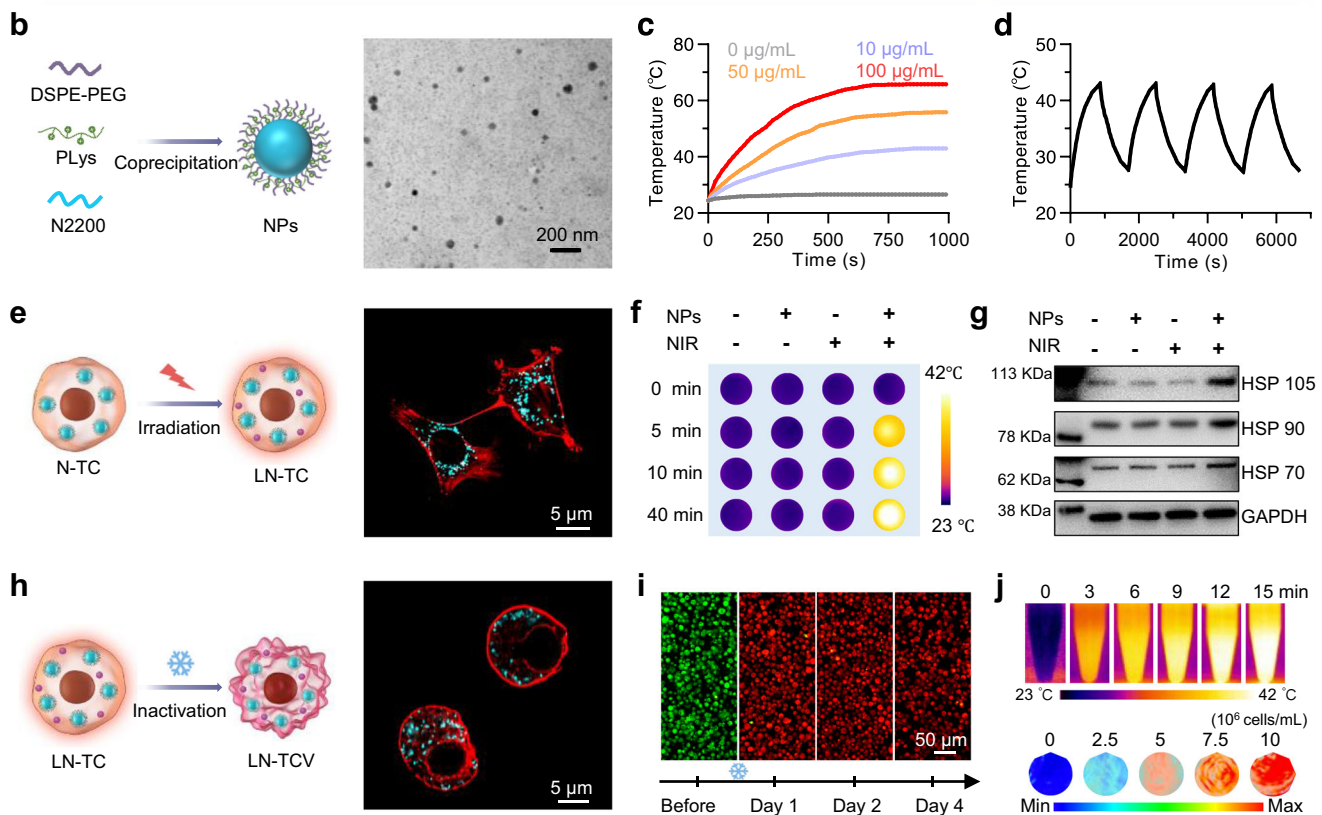 b
DSPE-PEG
PLys
Coprecipitation
N2200
NPs
200 nm
c
0 µg/mL
10 µg/mL
50 µg/mL
100 µg/mL
Temperature (°C)
80
60
40
20
0
250
500
750
1000
Time (s)
d
Temperature (°C)
50
40
30
20
0
2000
4000
6000
Time (s)
e
Irradiation
N-TC
LN-TC
5 µm
f
NPs - + - +
NIR - - + +
0 min
5 min
10 min
40 min
42℃
23 ℃
g
NPs - + - +
NIR - - + +
113 KDa
HSP 105
HSP 90
78 KDa
HSP 70
62 KDa
38 KDa
GAPDH
h
Inactivation
LN-TC
LN-TCV
5 µm
i
50 µm
Before Day 1 Day 2 Day 4
j
0 3 6 9 12 15 min
23 °C 42 °C
(10⁶ cells/mL)
0 2.5 5 7.5 10
Min Max